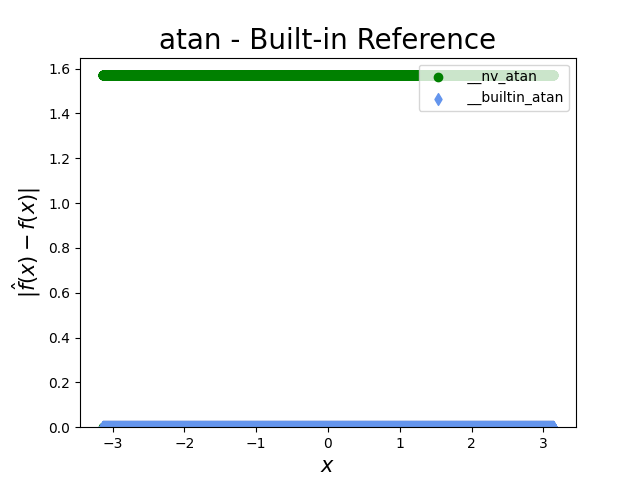 atan - Built-in Reference
1.6
1.4
1.2
1.0
0.8
0.6
0.4
0.2
0.0
|f̂(x) − f(x)|
__nv_atan
__builtin_atan
−3 −2 −1 0 1 2 3
x